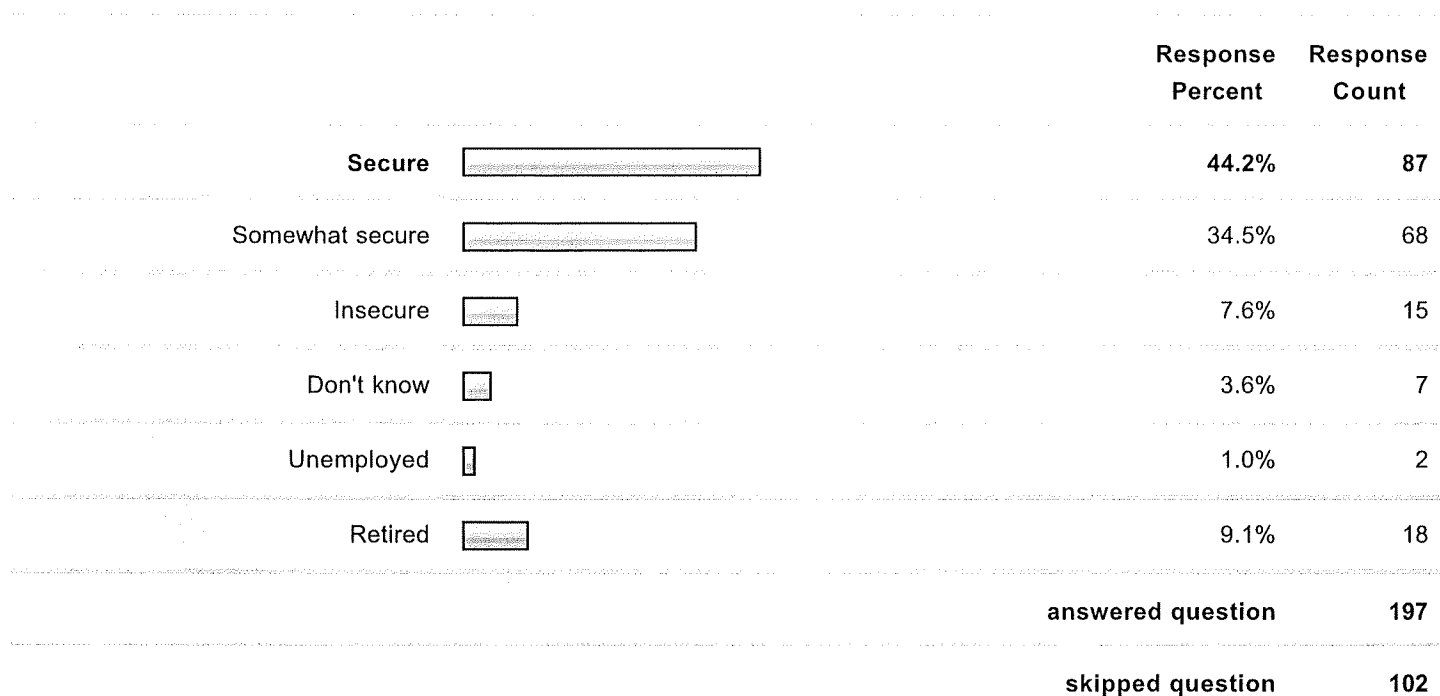 Response Response
Percent Count
Secure 44.2% 87
Somewhat secure 34.5% 68
Insecure 7.6% 15
Don't know 3.6% 7
Unemployed 1.0% 2
Retired 9.1% 18
answered question 197
skipped question 102